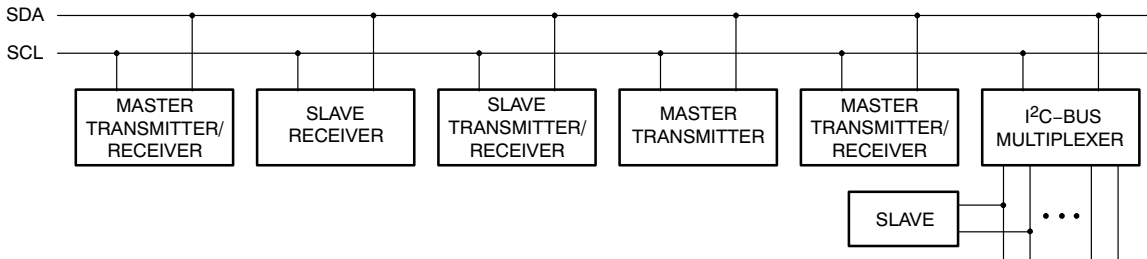 SDA
SCL
MASTER
TRANSMITTER/
RECEIVER
SLAVE
RECEIVER
SLAVE
TRANSMITTER/
RECEIVER
MASTER
TRANSMITTER
MASTER
TRANSMITTER/
RECEIVER
I²C−BUS
MULTIPLEXER
SLAVE